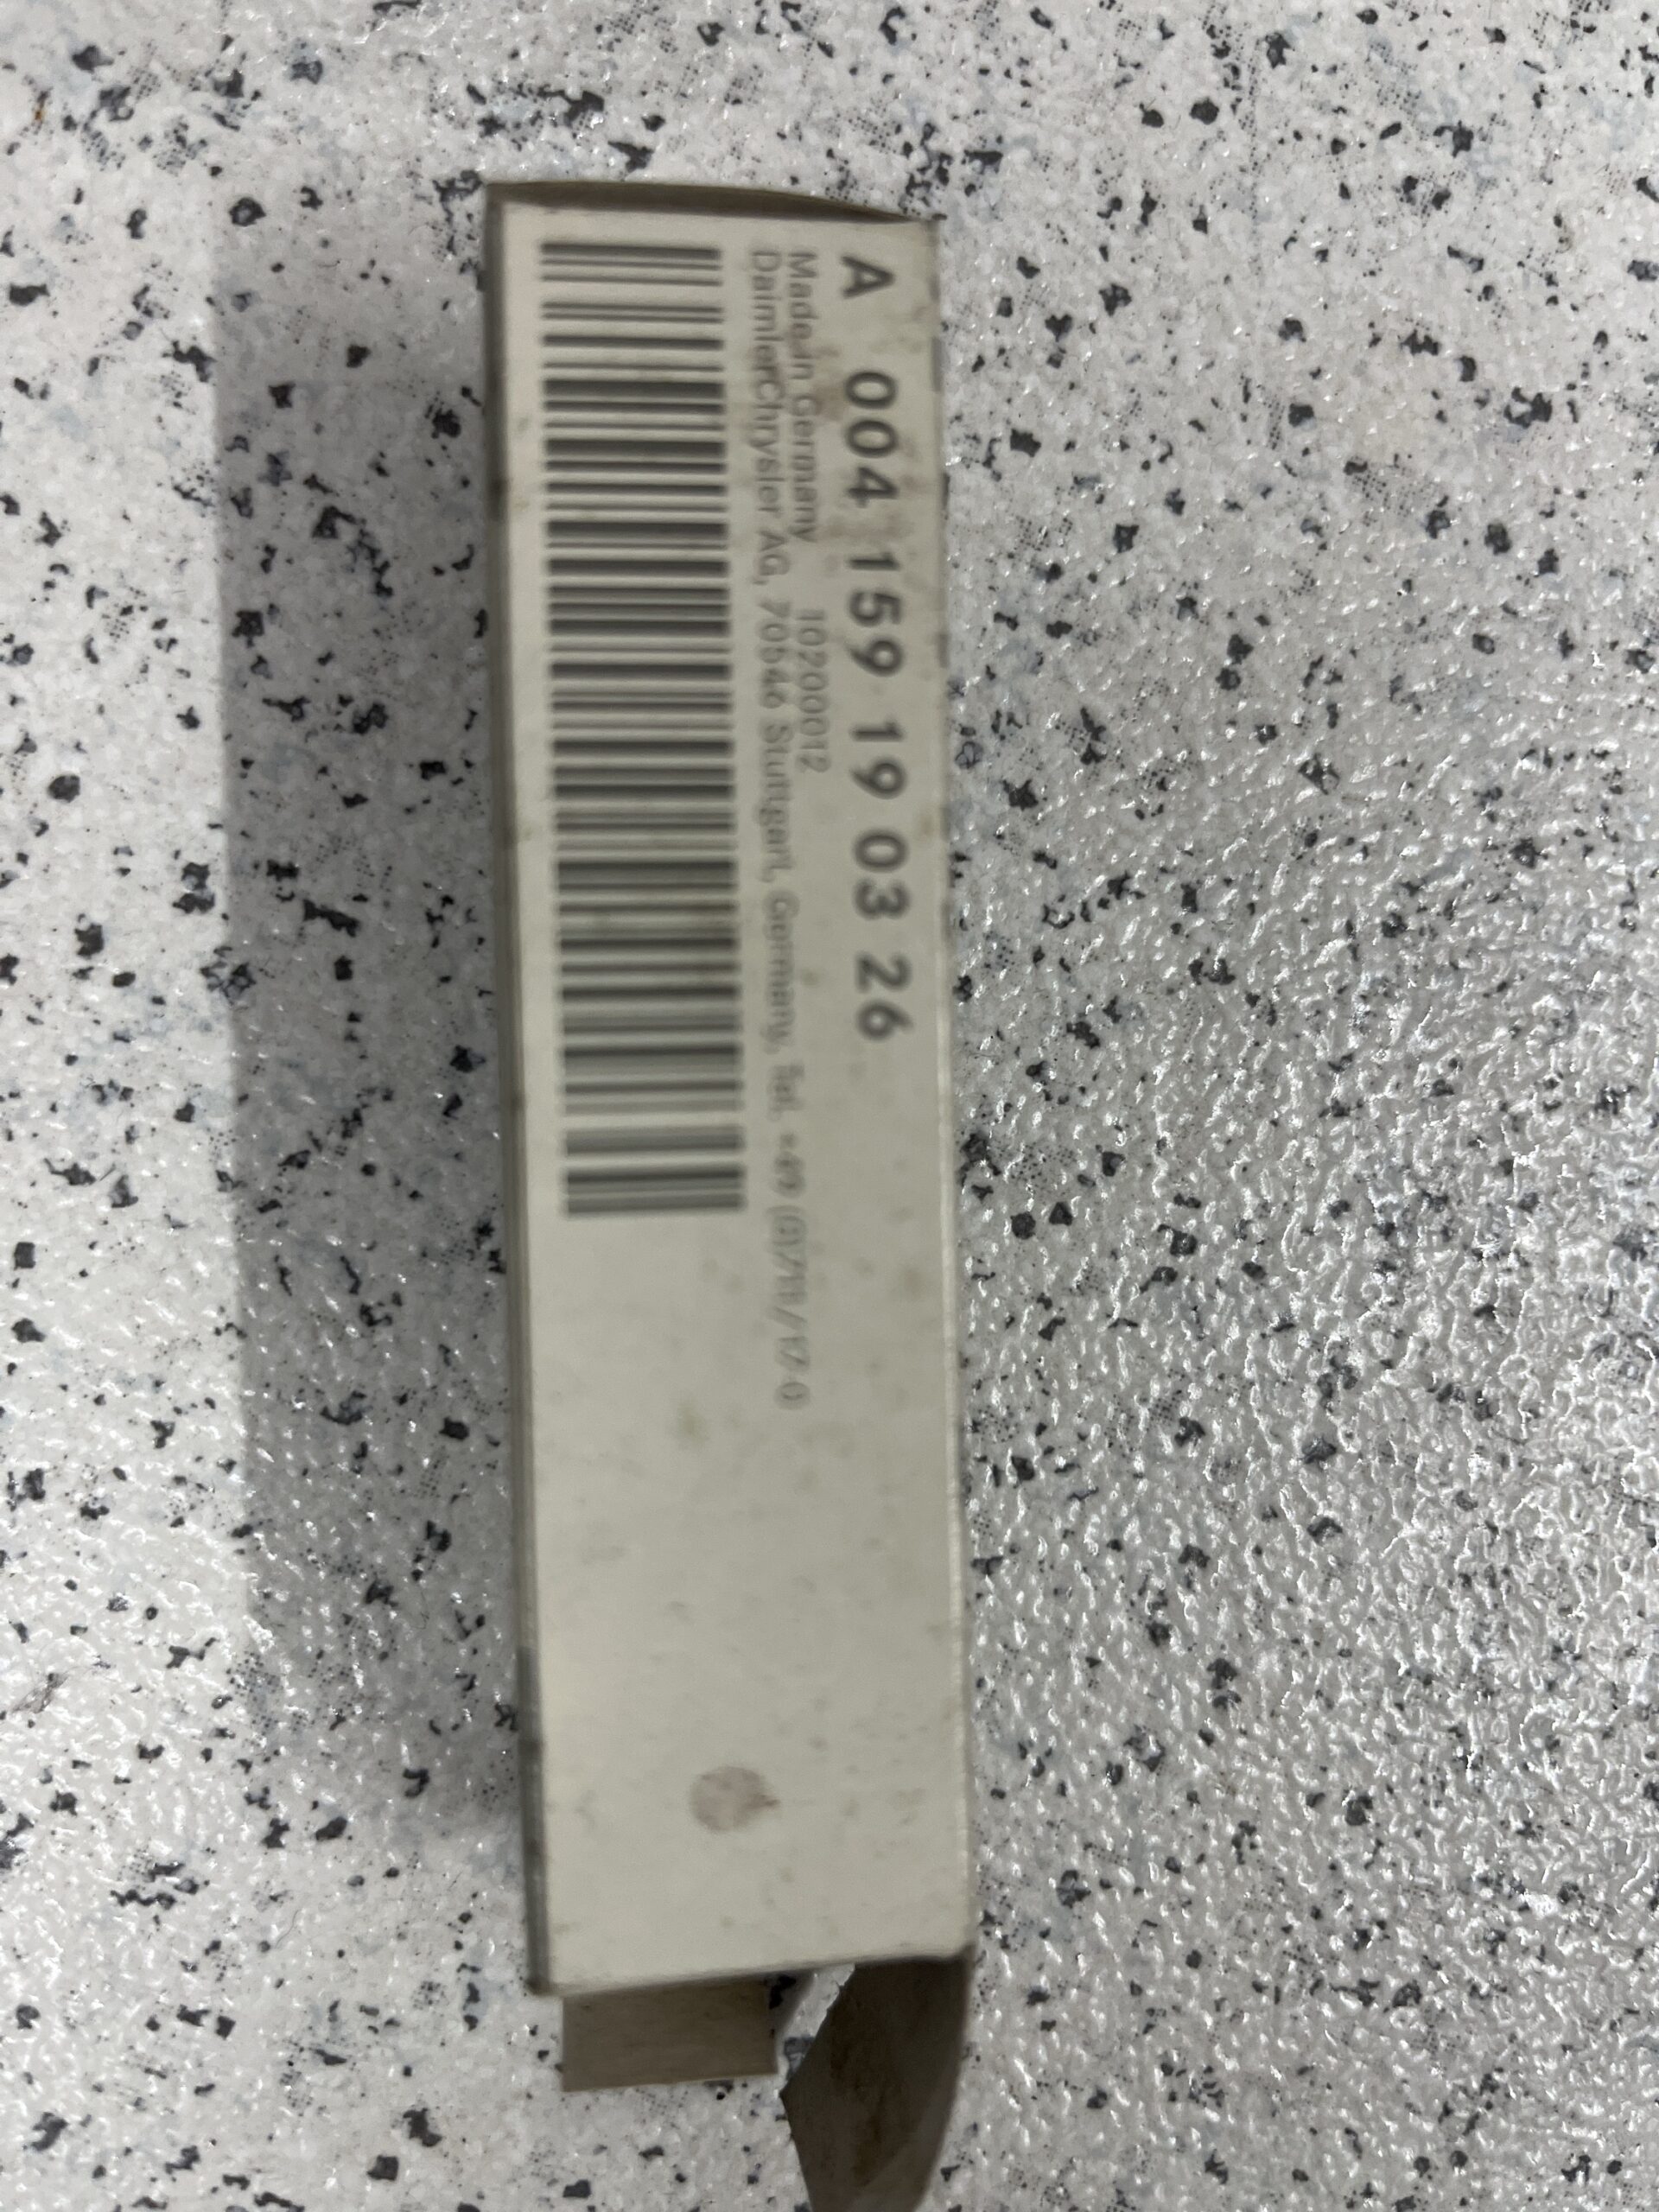 A 004 159 19 03 26
Made in Germany 10200012
DaimlerChrysler AG, 70546 Stuttgart, Germany, Tel. +49 (0)711/17-0